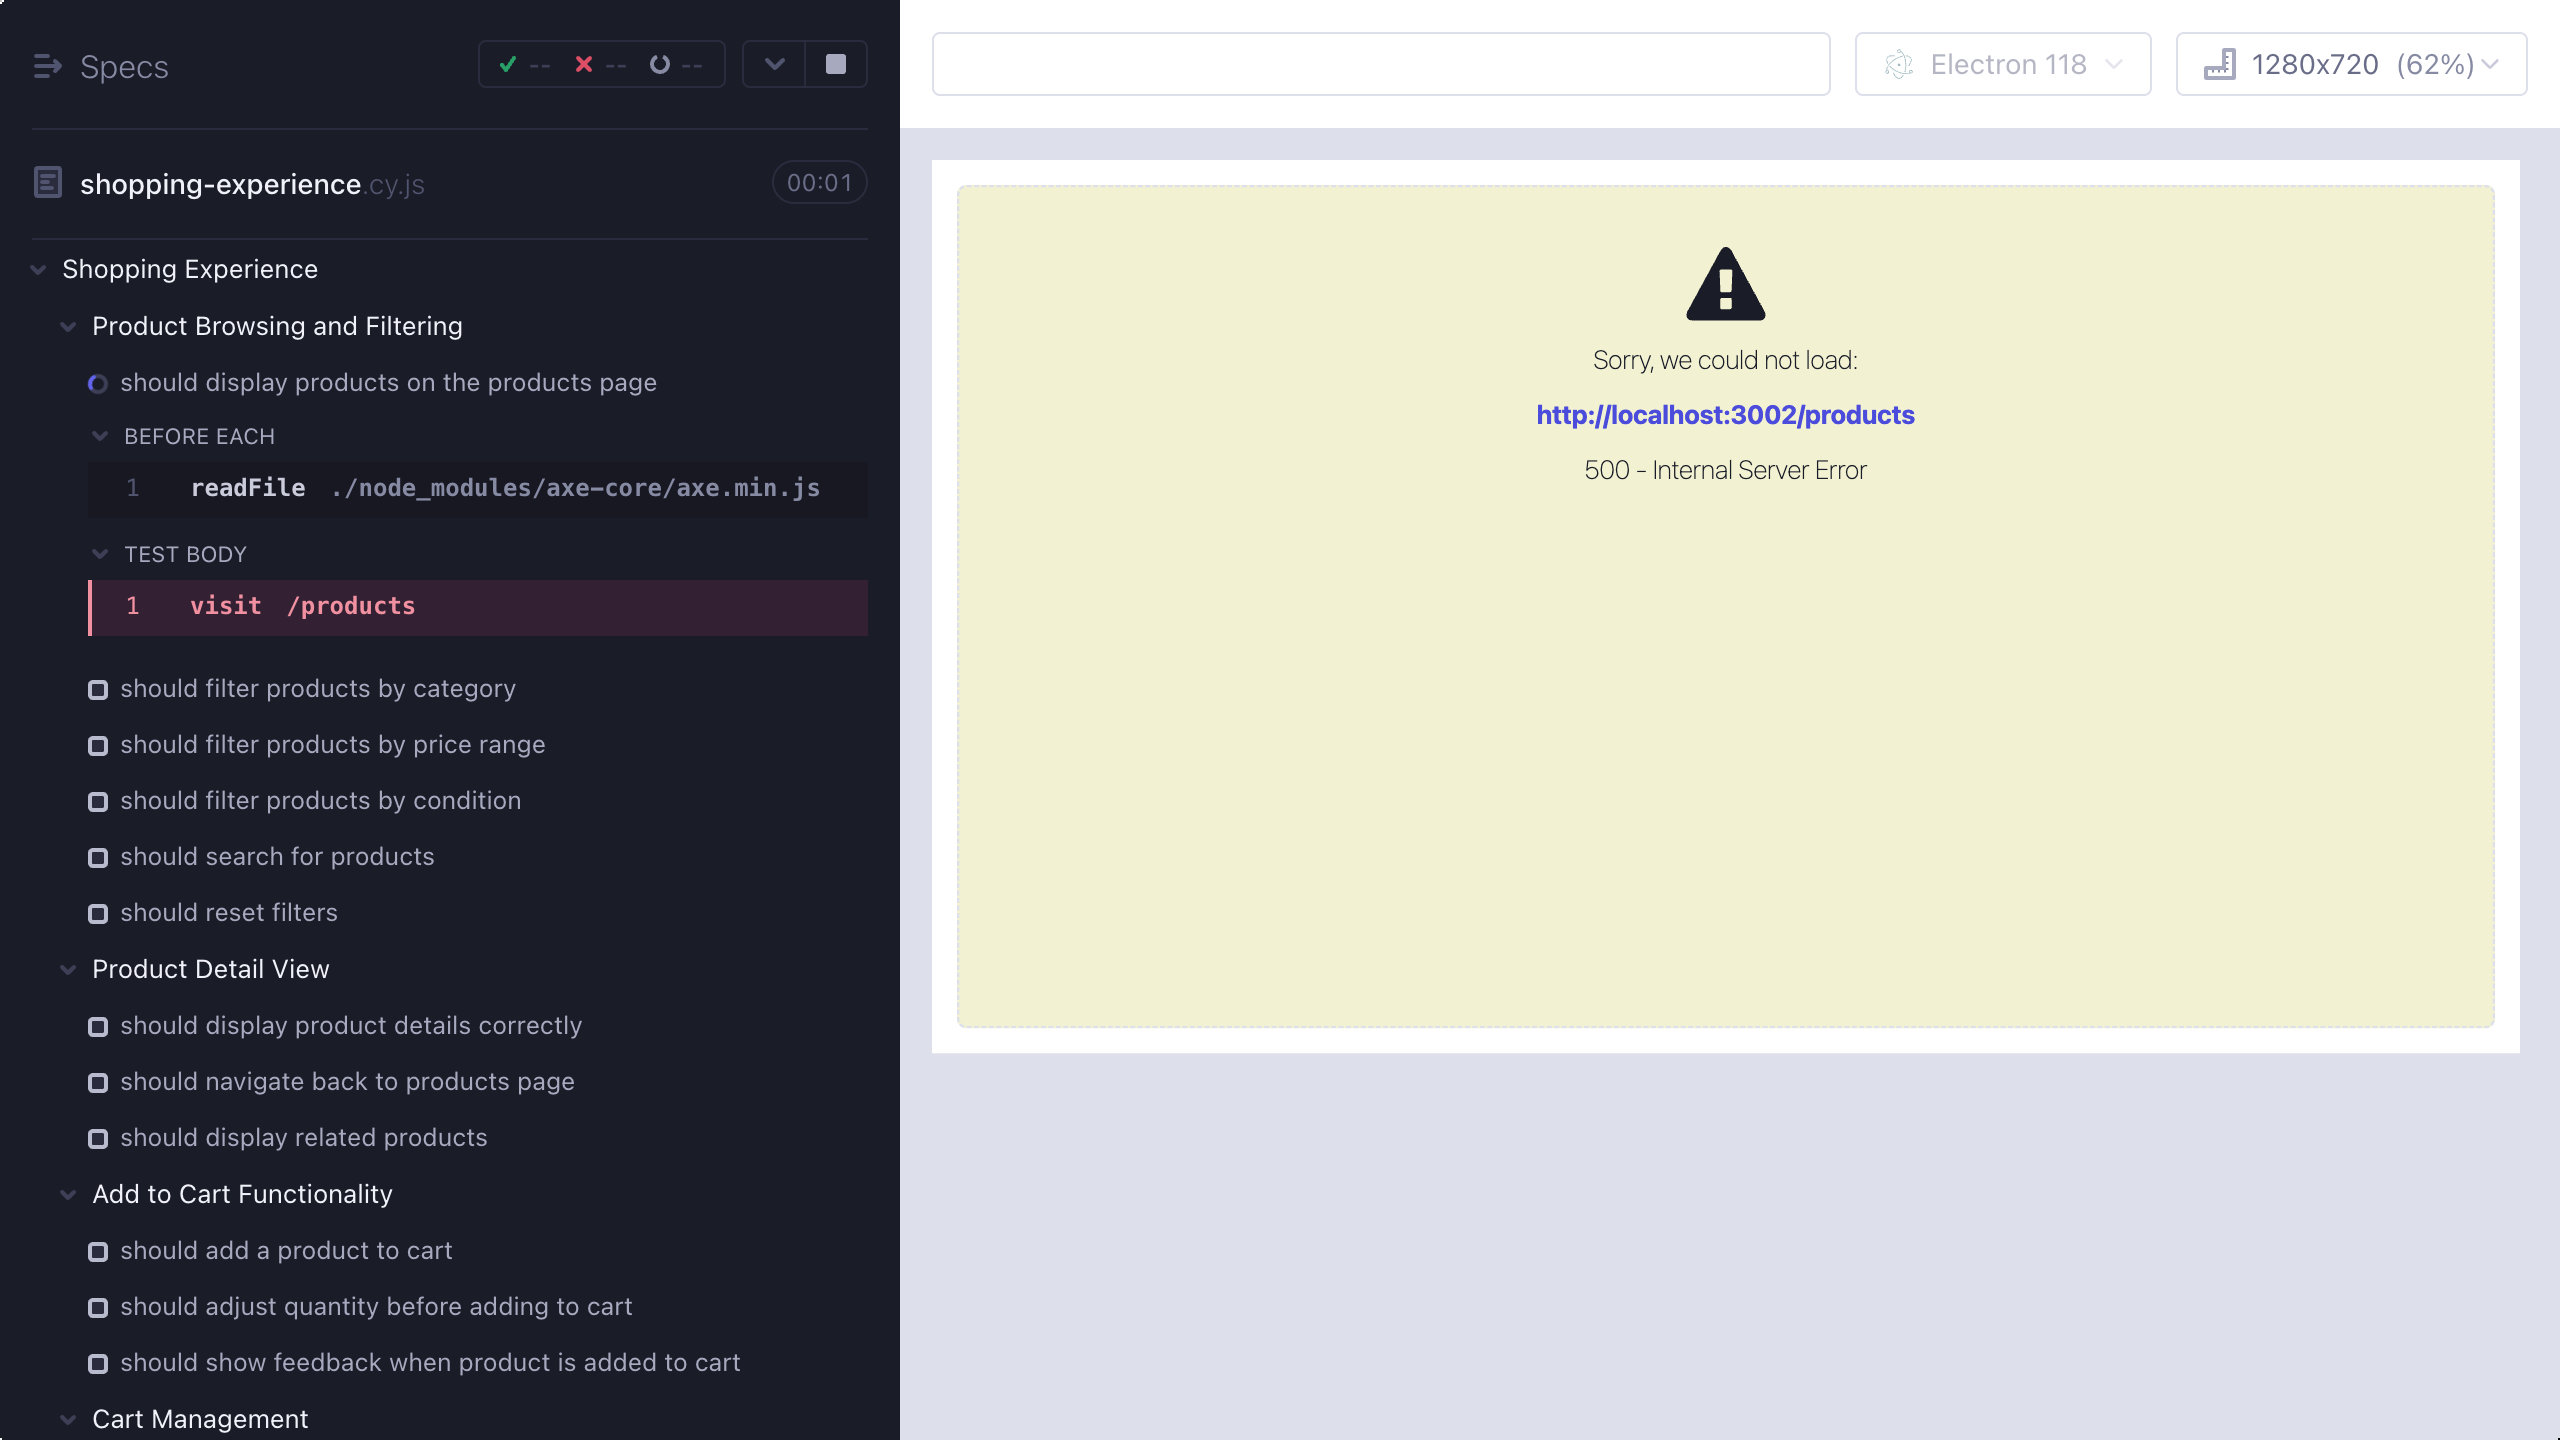 Specs
-- -- --
shopping-experience.cy.js 00:01
Shopping Experience
Product Browsing and Filtering
should display products on the products page
BEFORE EACH
1 readFile ./node_modules/axe-core/axe.min.js
TEST BODY
1 visit /products
should filter products by category
should filter products by price range
should filter products by condition
should search for products
should reset filters
Product Detail View
should display product details correctly
should navigate back to products page
should display related products
Add to Cart Functionality
should add a product to cart
should adjust quantity before adding to cart
should show feedback when product is added to cart
Cart Management
Electron 118
1280x720 (62%)
Sorry, we could not load:
http://localhost:3002/products
500 - Internal Server Error